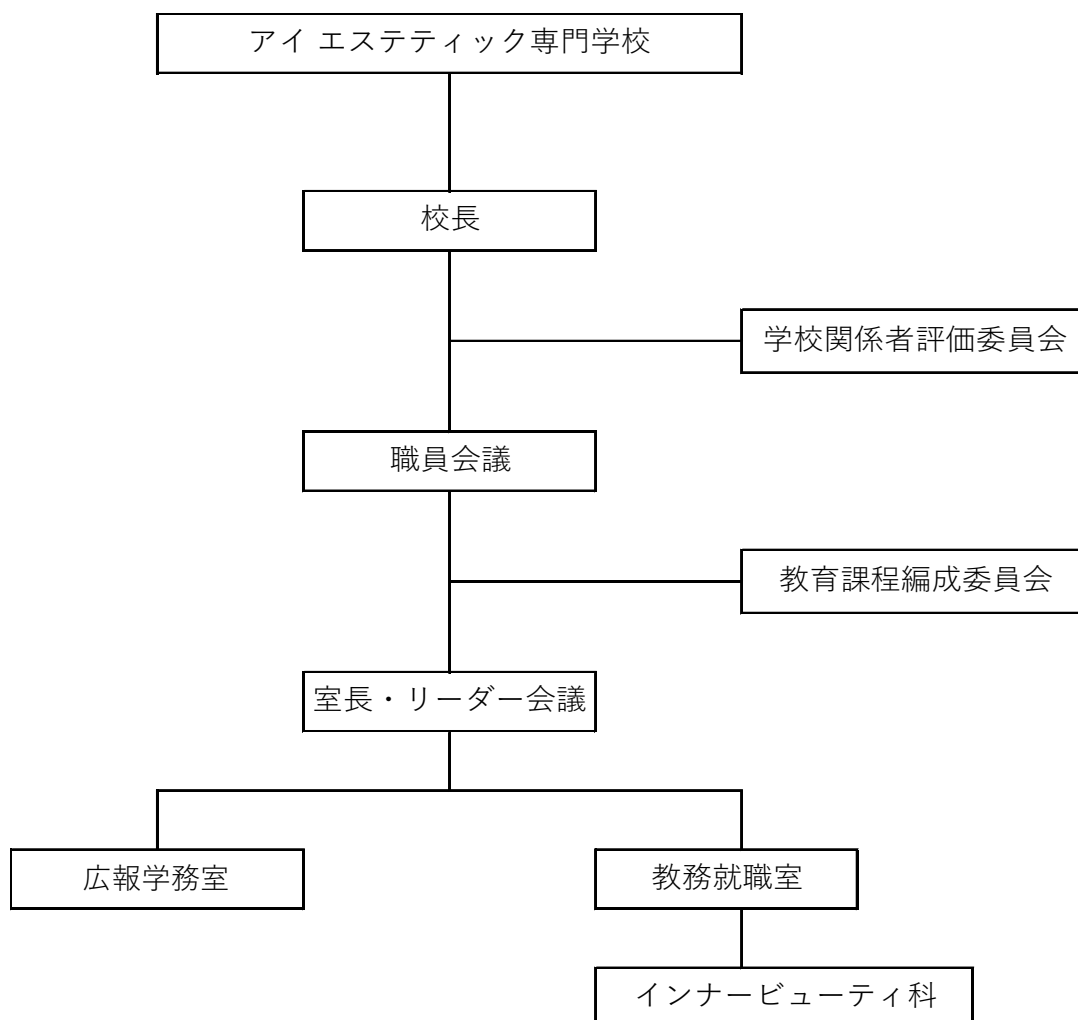 アイ エステティック専門学校
校長
学校関係者評価委員会
職員会議
教育課程編成委員会
室長・リーダー会議
広報学務室
教務就職室
インナービューティ科